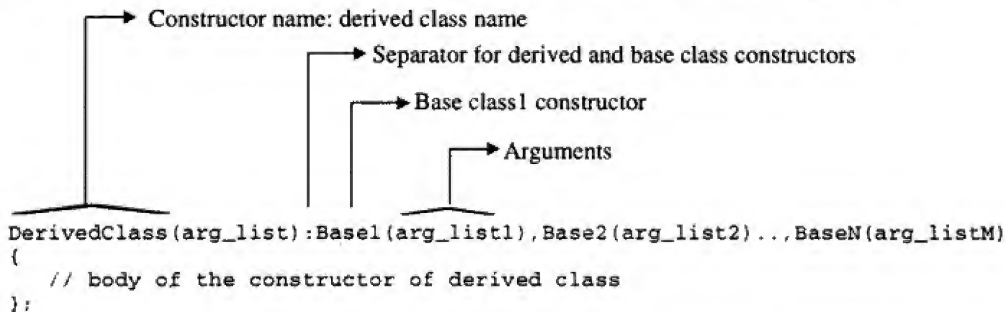 Constructor name: derived class name
Separator for derived and base class constructors
Base class1 constructor
Arguments
DerivedClass(arg_list):Base1(arg_list1),Base2(arg_list2)..,BaseN(arg_listM)
{
// body of the constructor of derived class
};